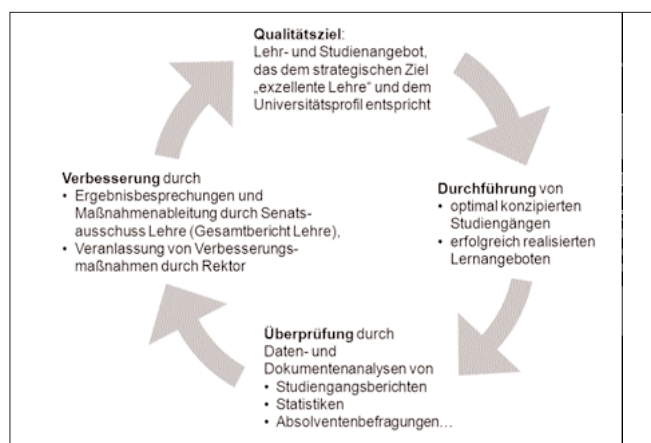 Qualitätsziel:
Lehr- und Studienangebot,
das dem strategischen Ziel
„exzellente Lehre“ und dem
Universitätsprofil entspricht
Durchführung von
• optimal konzipierten
Studiengängen
• erfolgreich realisierten
Lernangeboten
Überprüfung durch
Daten- und
Dokumentenanalysen von
• Studiengangsberichten
• Statistiken
• Absolventenbefragungen…
Verbesserung durch
• Ergebnisbesprechungen und
Maßnahmenableitung durch Senats-
ausschuss Lehre (Gesamtbericht Lehre),
• Veranlassung von Verbesserungs-
maßnahmen durch Rektor